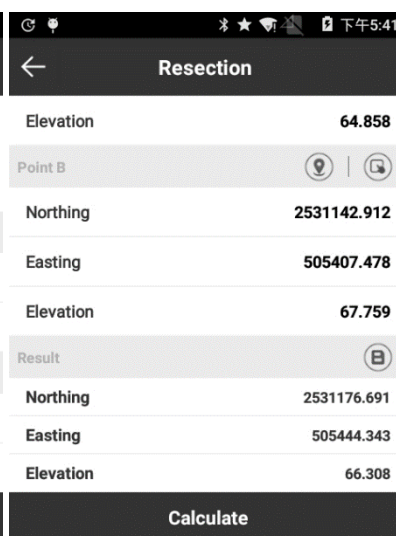 下午5:41
Resection
Elevation 64.858
Point B
Northing 2531142.912
Easting 505407.478
Elevation 67.759
Result
Northing 2531176.691
Easting 505444.343
Elevation 66.308
Calculate